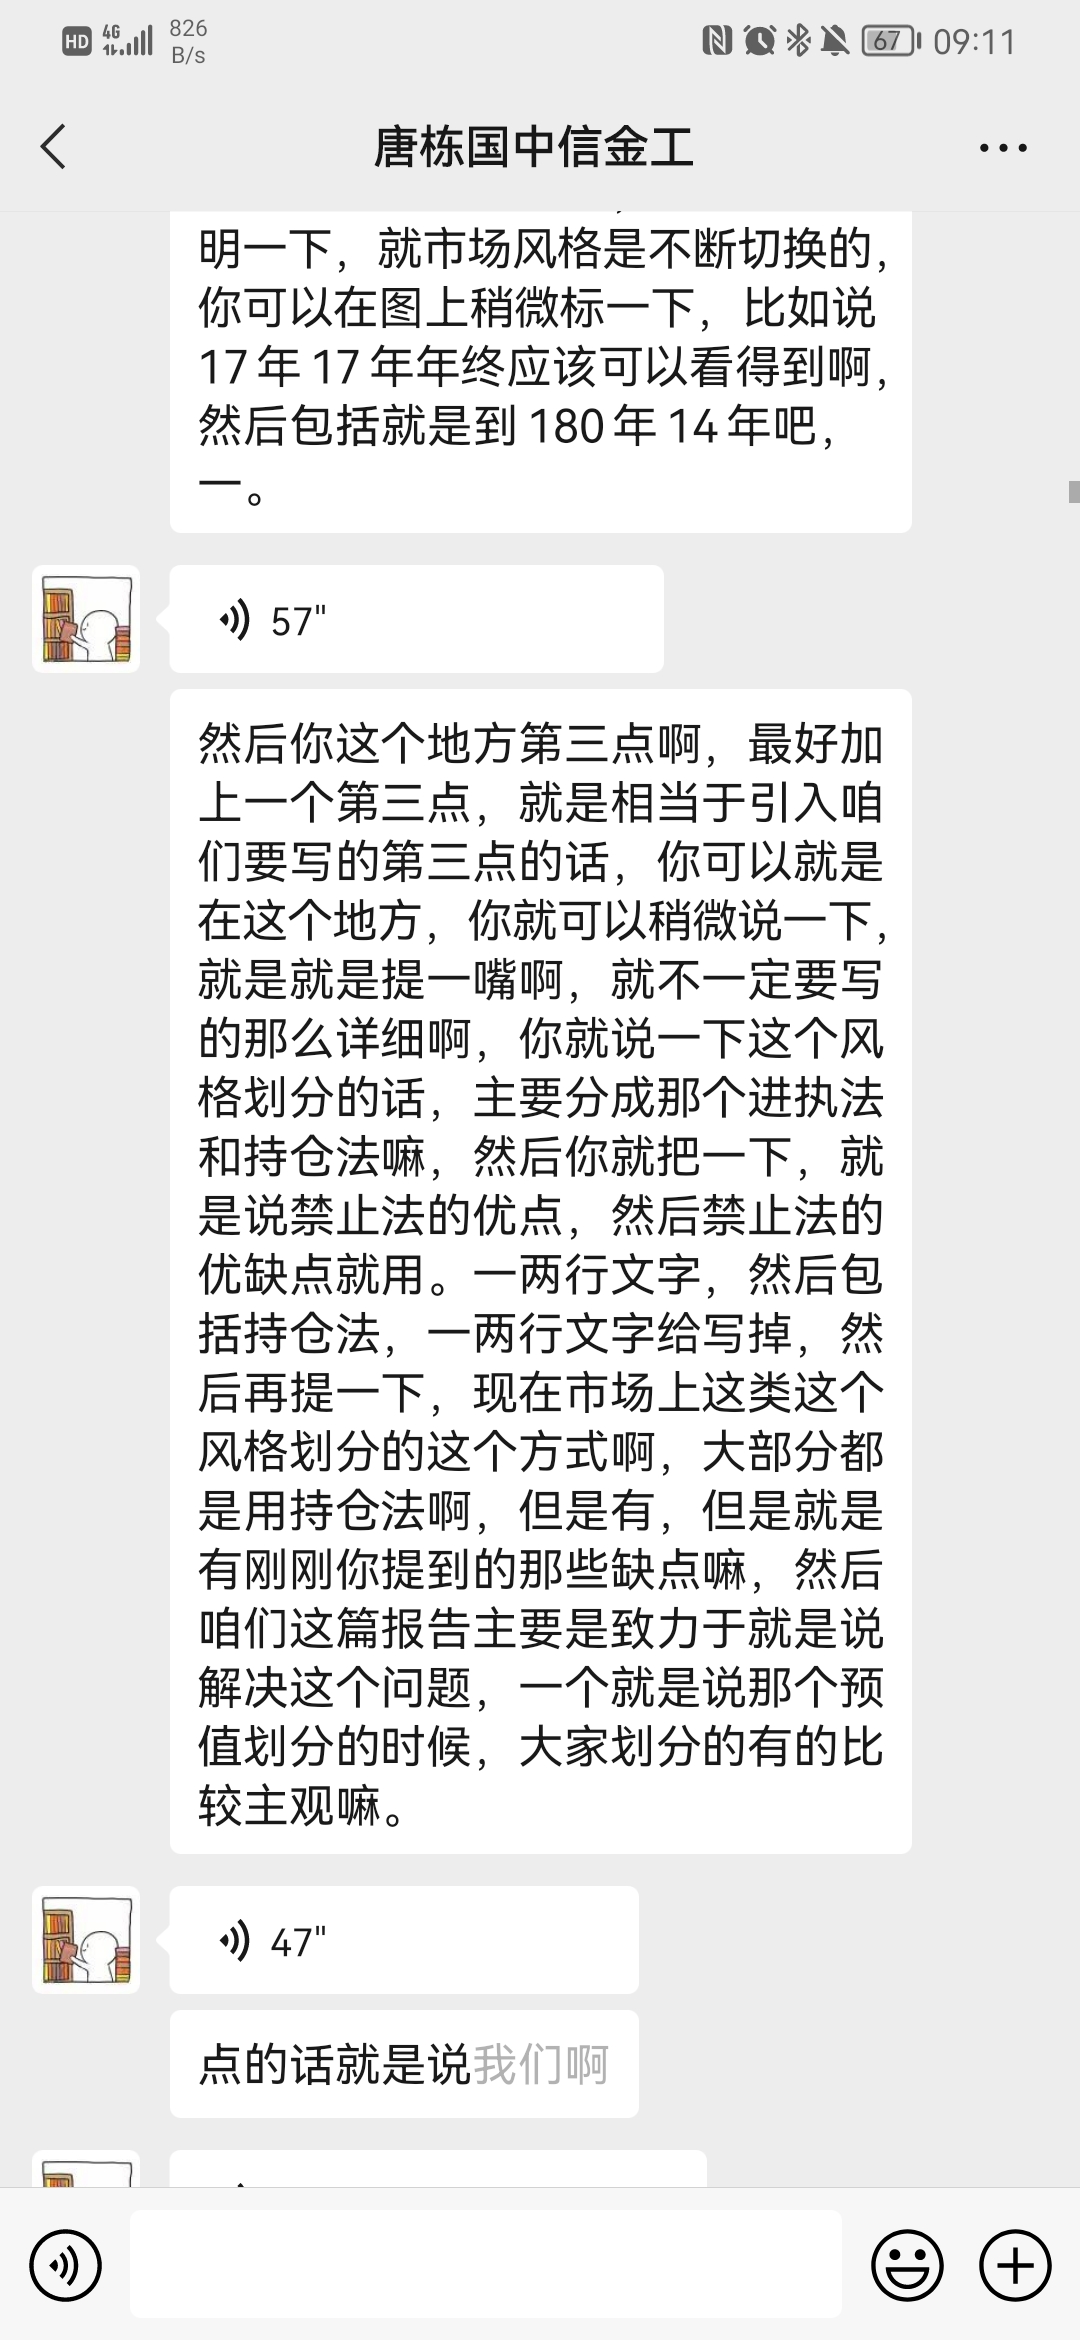 HD 4G 826 B/s 67 09:11
唐栋国中信金工
明一下，就市场风格是不断切换的，
你可以在图上稍微标一下，比如说
17年17年年终应该可以看得到啊，
然后包括就是到180年14年吧，
一。
57"
然后你这个地方第三点啊，最好加
上一个第三点，就是相当于引入咱
们要写的第三点的话，你可以就是
在这个地方，你就可以稍微说一下，
就是就是提一嘴啊，就不一定要写
的那么详细啊，你就说一下这个风
格划分的话，主要分成那个进执法
和持仓法嘛，然后你就把一下，就
是说禁止法的优点，然后禁止法的
优缺点就用。一两行文字，然后包
括持仓法，一两行文字给写掉，然
后再提一下，现在市场上这类这个
风格划分的这个方式啊，大部分都
是用持仓法啊，但是有，但是就是
有刚刚你提到的那些缺点嘛，然后
咱们这篇报告主要是致力于就是说
解决这个问题，一个就是说那个预
值划分的时候，大家划分的有的比
较主观嘛。
47"
点的话就是说我们啊